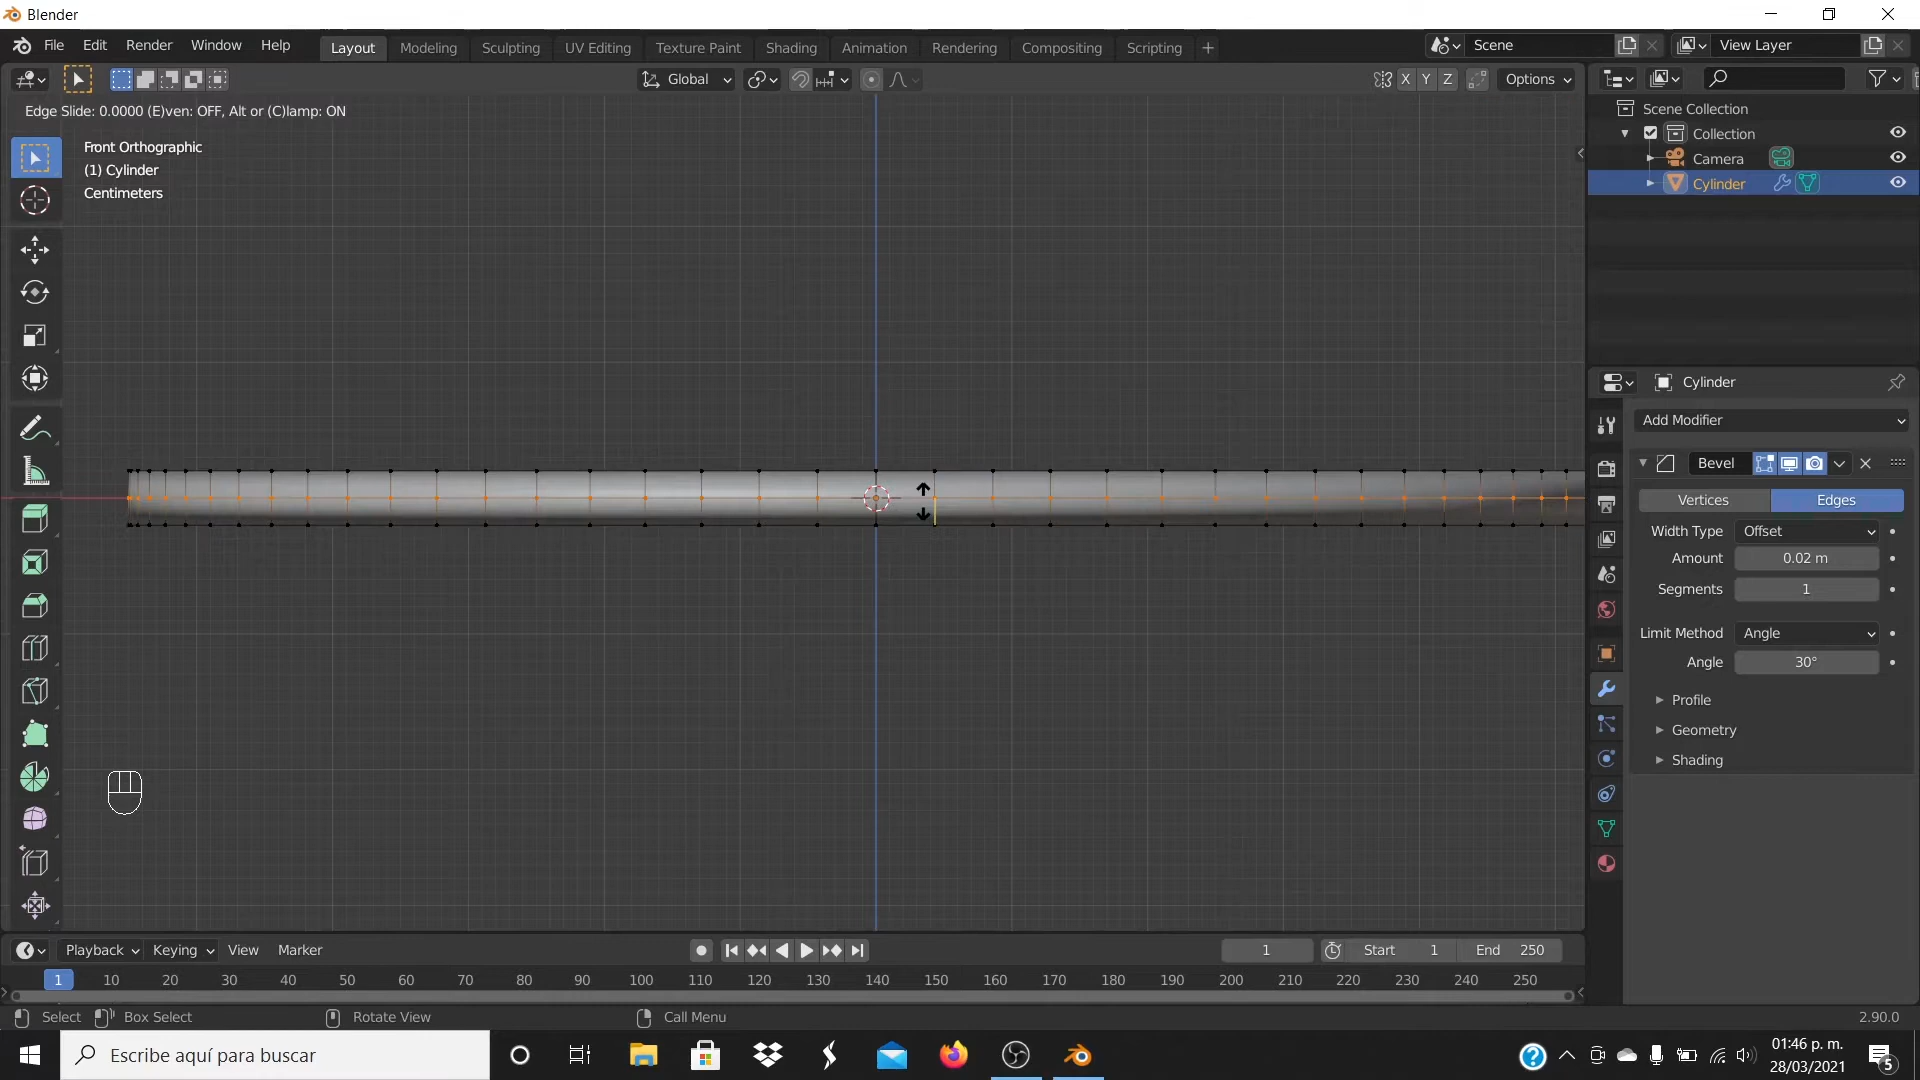 Blender
File Edit Render Window Help
Layout Modeling Sculpting UV Editing Texture Paint Shading Animation Rendering Compositing Scripting +
Scene
View Layer
Global
X Y Z
Options
Edge Slide: 0.0000 (E)ven: OFF, Alt or (C)lamp: ON
Front Orthographic
(1) Cylinder
Centimeters
Scene Collection
Collection
Camera
Cylinder
Cylinder
Add Modifier
Bevel
Vertices Edges
Width Type Offset
Amount 0.02 m
Segments 1
Limit Method Angle
Angle 30°
Profile
Geometry
Shading
Playback Keying View Marker
1 Start 1 End 250
1 10 20 30 40 50 60 70 80 90 100 110 120 130 140 150 160 170 180 190 200 210 220 230 240 250
Select Box Select Rotate View Call Menu 2.90.0
Escribe aquí para buscar
01:46 p. m.
28/03/2021
5